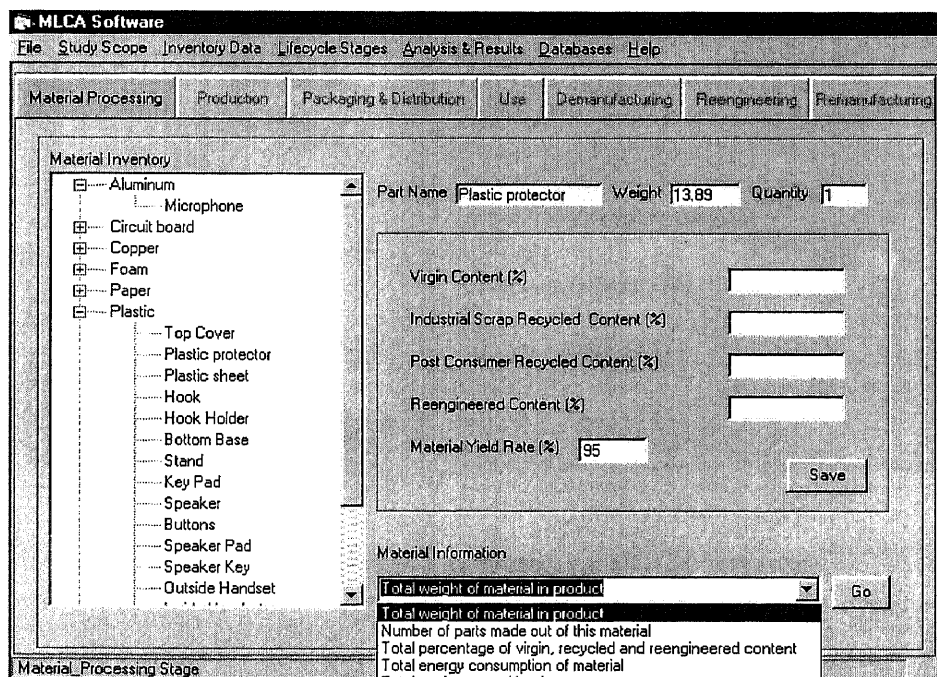 MLCA Software
File Study Scope Inventory Data Lifecycle Stages Analysis & Results Databases Help
Material Processing Production Packaging & Distribution Use Demanufacturing Reengineering Remanufacturing
Material Inventory
Aluminum
Microphone
Circuit board
Copper
Foam
Paper
Plastic
Top Cover
Plastic protector
Plastic sheet
Hook
Hook Holder
Bottom Base
Stand
Key Pad
Speaker
Buttons
Speaker Pad
Speaker Key
Outside Handset
Part Name Plastic protector Weight 13.89 Quantity 1
Virgin Content (%)
Industrial Scrap Recycled Content (%)
Post Consumer Recycled Content (%)
Reengineered Content (%)
Material Yield Rate (%) 95
Save
Material Information
Total weight of material in product Go
Total weight of material in product
Number of parts made out of this material
Total percentage of virgin, recycled and reengineered content
Total energy consumption of material
Material_Processing Stage